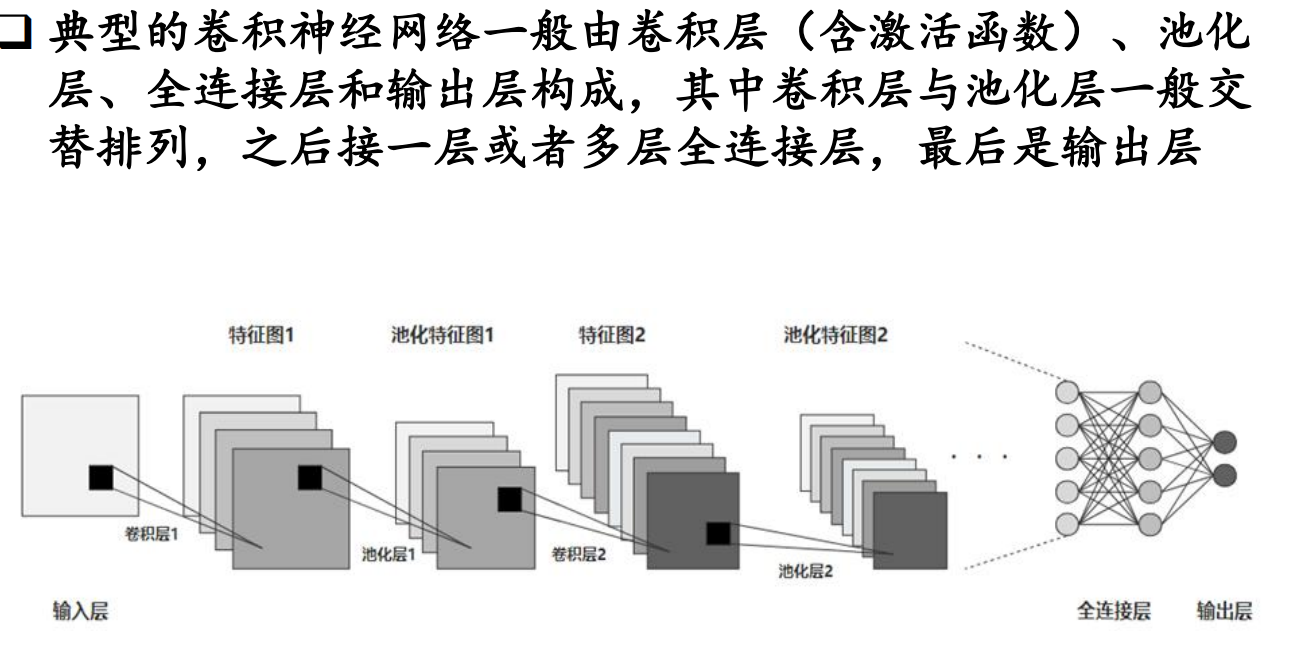 典型的卷积神经网络一般由卷积层（含激活函数）、池化
层、全连接层和输出层构成，其中卷积层与池化层一般交
替排列，之后接一层或者多层全连接层，最后是输出层
特征图1
池化特征图1
特征图2
池化特征图2
卷积层1
池化层1
卷积层2
池化层2
. . .
输入层
全连接层
输出层